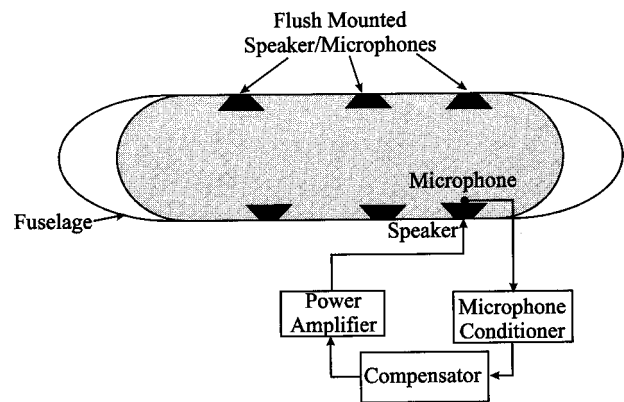 Flush Mounted
Speaker/Microphones
Microphone
Fuselage
Speaker
Power
Amplifier
Microphone
Conditioner
Compensator